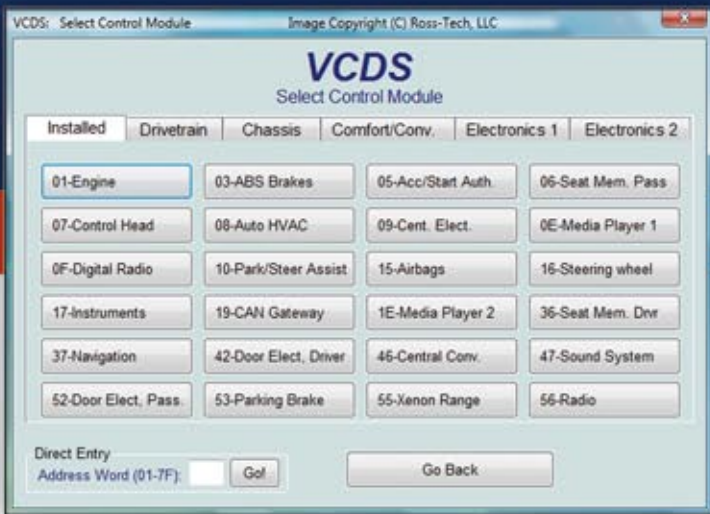 VCDS: Select Control Module Image Copyright (C) Ross-Tech, LLC
VCDS
Select Control Module
Installed Drivetrain Chassis Comfort/Conv. Electronics 1 Electronics 2
01-Engine 03-ABS Brakes 05-Acc/Start Auth. 06-Seat Mem. Pass
07-Control Head 08-Auto HVAC 09-Cent. Elect. 0E-Media Player 1
0F-Digital Radio 10-Park/Steer Assist 15-Airbags 16-Steering wheel
17-Instruments 19-CAN Gateway 1E-Media Player 2 36-Seat Mem. Drvr
37-Navigation 42-Door Elect, Driver 46-Central Conv. 47-Sound System
52-Door Elect, Pass. 53-Parking Brake 55-Xenon Range 56-Radio
Direct Entry
Address Word (01-7F): Go! Go Back